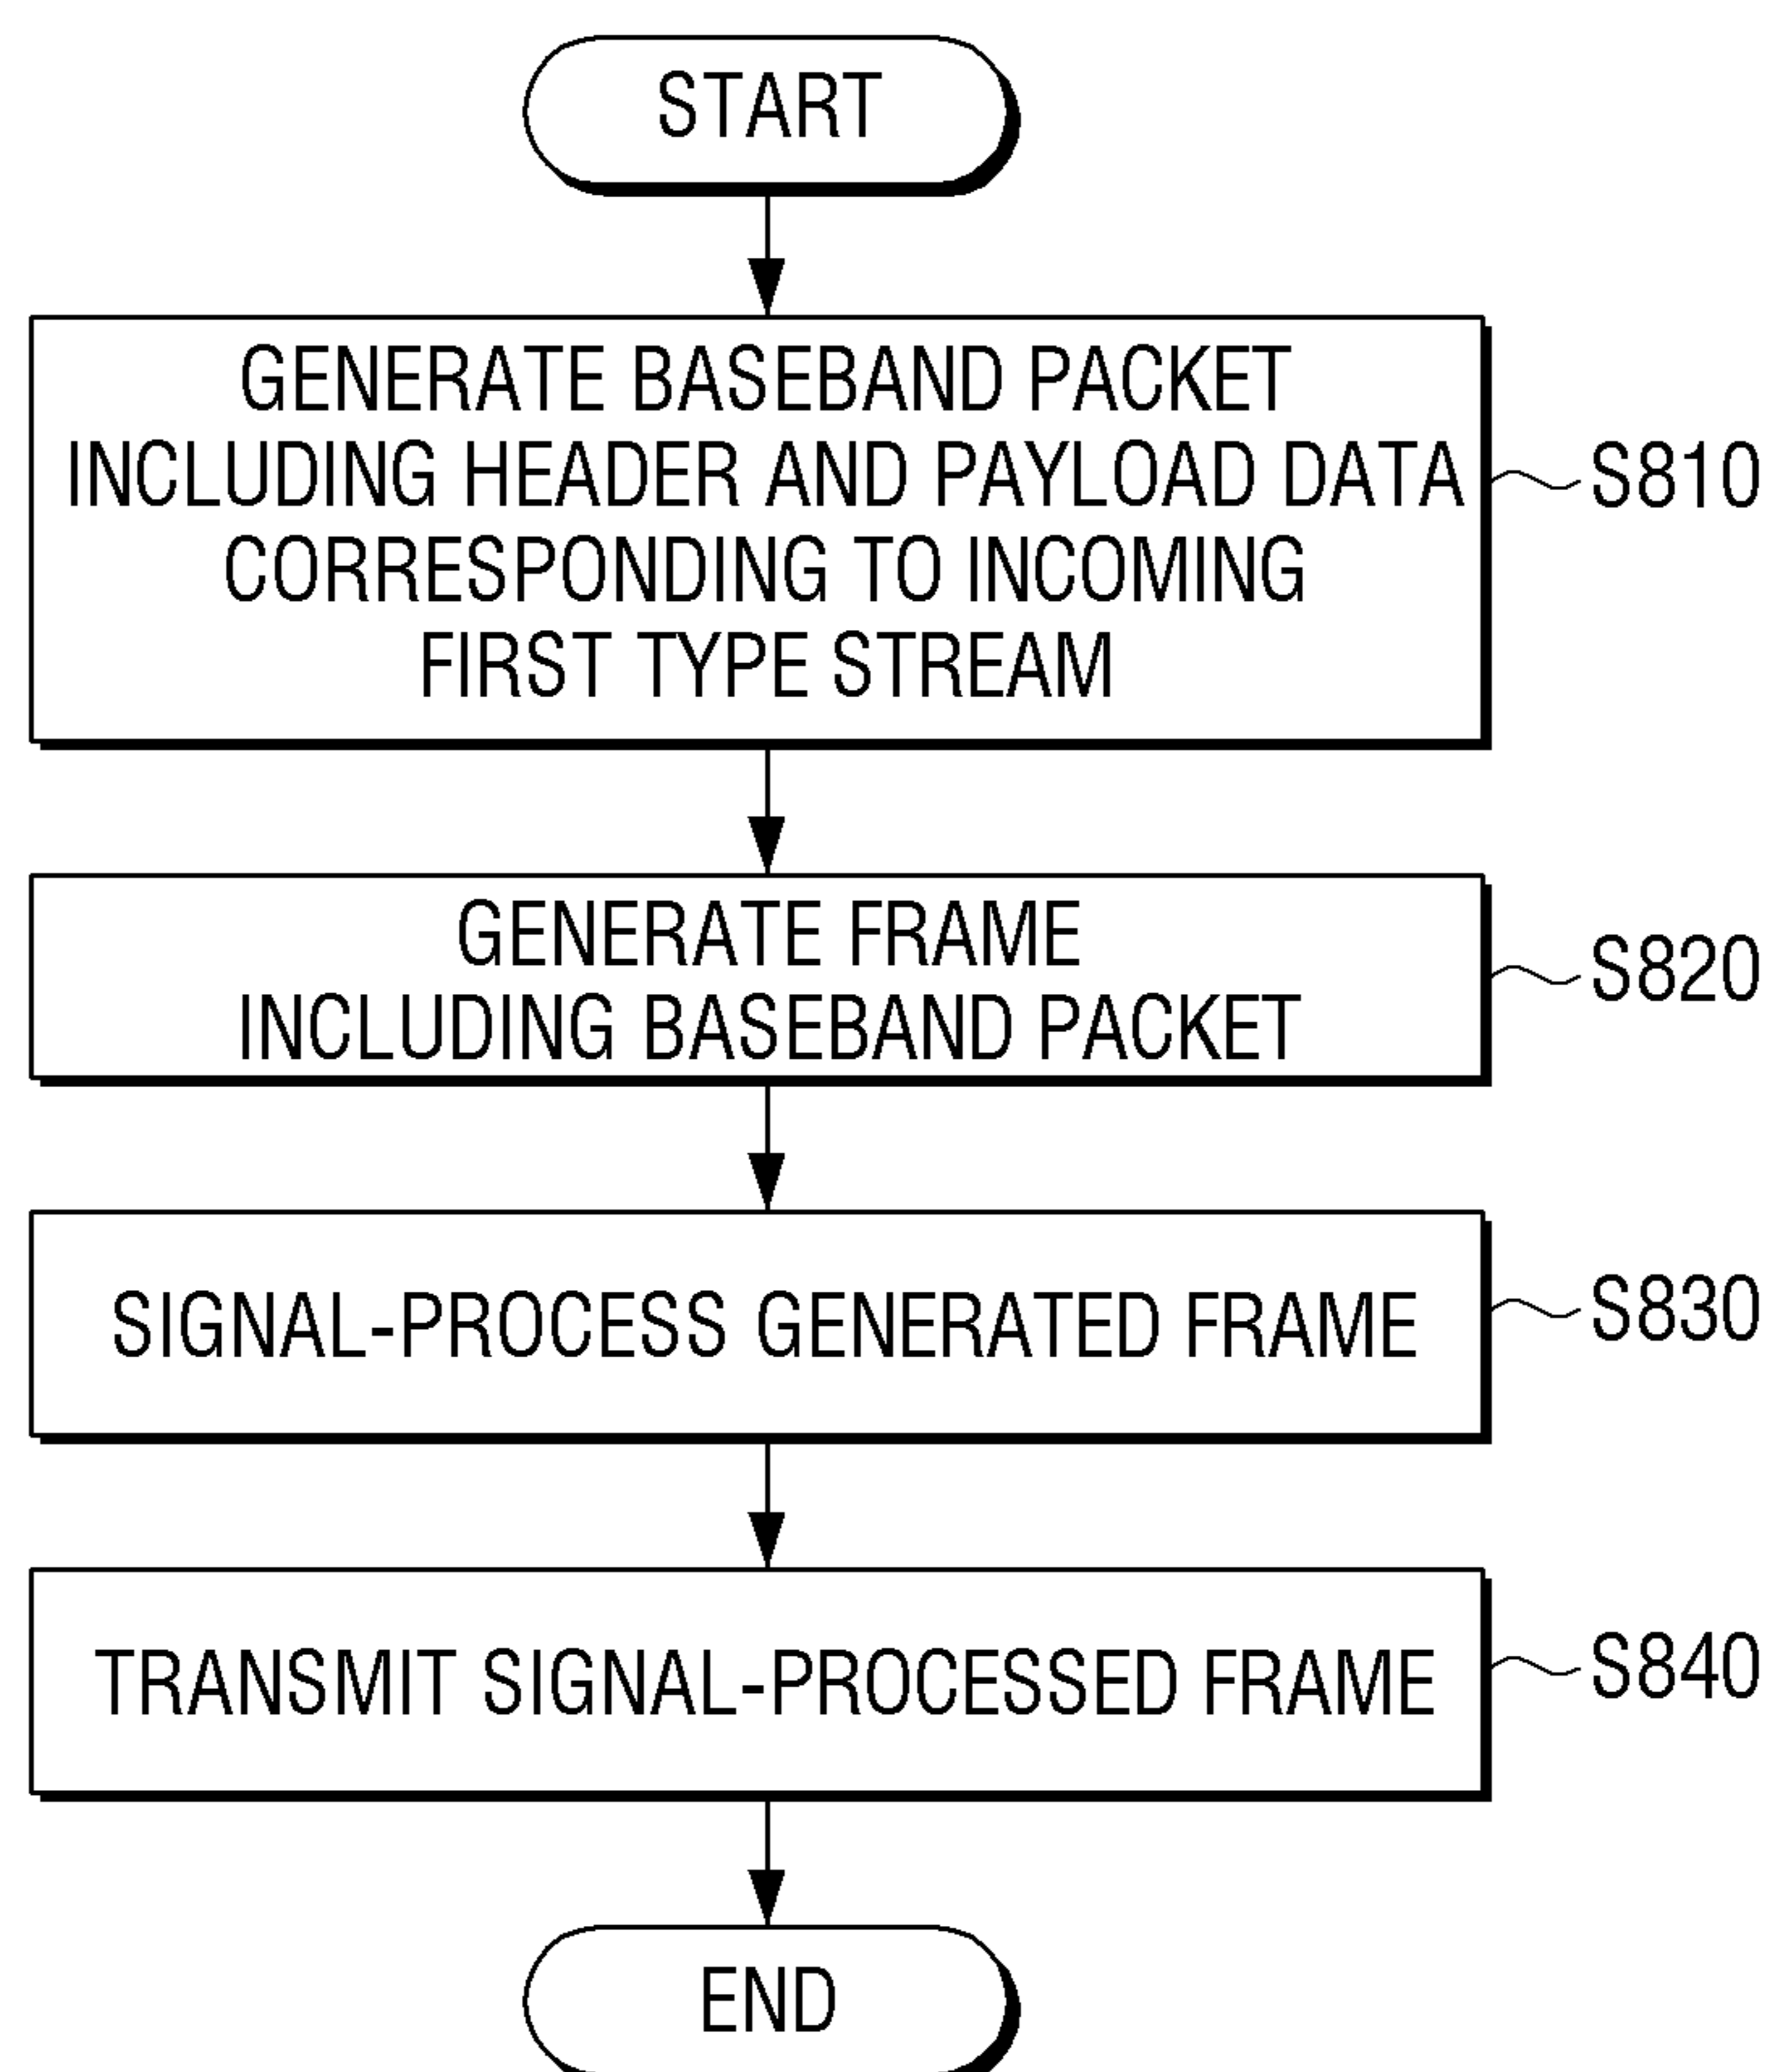 START
GENERATE BASEBAND PACKET
INCLUDING HEADER AND PAYLOAD DATA
CORRESPONDING TO INCOMING
FIRST TYPE STREAM
S810
GENERATE FRAME
INCLUDING BASEBAND PACKET
S820
SIGNAL-PROCESS GENERATED FRAME
S830
TRANSMIT SIGNAL-PROCESSED FRAME
S840
END